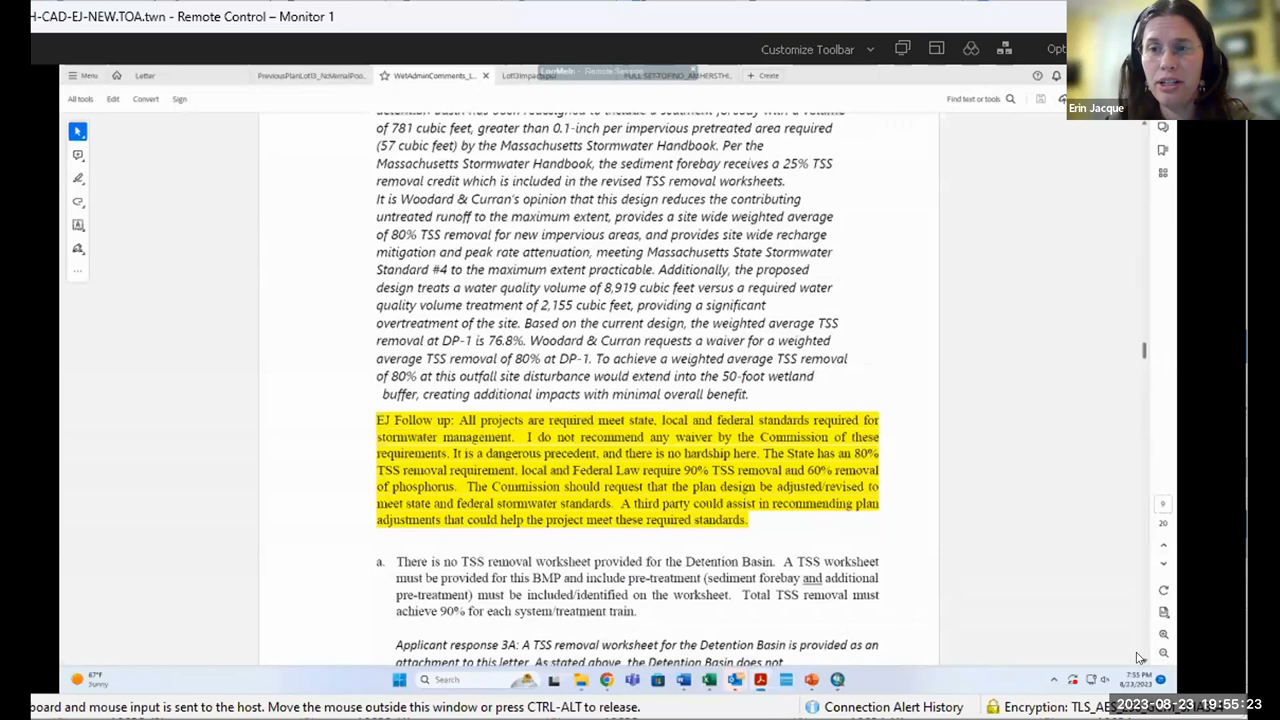 H-CAD-EJ-NEW.TOA.twn - Remote Control – Monitor 1
Customize Toolbar
Opt
Erin Jacque
Menu
Letter
PreviousPlanLot13_NoVernalPoo...
WetAdminComments_L...
LogMeIn - Remote Session
FULL SET-TOFINO_AMHERSTHI...
Create
All tools
Edit
Convert
Sign
Find text or tools
of 781 cubic feet, greater than 0.1-inch per impervious pretreated area required
(57 cubic feet) by the Massachusetts Stormwater Handbook. Per the
Massachusetts Stormwater Handbook, the sediment forebay receives a 25% TSS
removal credit which is included in the revised TSS removal worksheets.
It is Woodard & Curran's opinion that this design reduces the contributing
untreated runoff to the maximum extent, provides a site wide weighted average
of 80% TSS removal for new impervious areas, and provides site wide recharge
mitigation and peak rate attenuation, meeting Massachusetts State Stormwater
Standard #4 to the maximum extent practicable. Additionally, the proposed
design treats a water quality volume of 8,919 cubic feet versus a required water
quality volume treatment of 2,155 cubic feet, providing a significant
overtreatment of the site. Based on the current design, the weighted average TSS
removal at DP-1 is 76.8%. Woodard & Curran requests a waiver for a weighted
average TSS removal of 80% at DP-1. To achieve a weighted average TSS removal
of 80% at this outfall site disturbance would extend into the 50-foot wetland
buffer, creating additional impacts with minimal overall benefit.
EJ Follow up: All projects are required meet state, local and federal standards required for
stormwater management. I do not recommend any waiver by the Commission of these
requirements. It is a dangerous precedent, and there is no hardship here. The State has an 80%
TSS removal requirement, local and Federal Law require 90% TSS removal and 60% removal
of phosphorus. The Commission should request that the plan design be adjusted/revised to
meet state and federal stormwater standards. A third party could assist in recommending plan
adjustments that could help the project meet these required standards.
a. There is no TSS removal worksheet provided for the Detention Basin. A TSS worksheet
must be provided for this BMP and include pre-treatment (sediment forebay and additional
pre-treatment) must be included/identified on the worksheet. Total TSS removal must
achieve 90% for each system/treatment train.
Applicant response 3A: A TSS removal worksheet for the Detention Basin is provided as an
attachment to this letter. As stated above, the Detention Basin does not
9
20
67°F
Sunny
Search
7:55 PM
8/23/2023
board and mouse input is sent to the host. Move the mouse outside this window or press CTRL-ALT to release.
Connection Alert History
Encryption: TLS_AES
2023-08-23 19:55:23